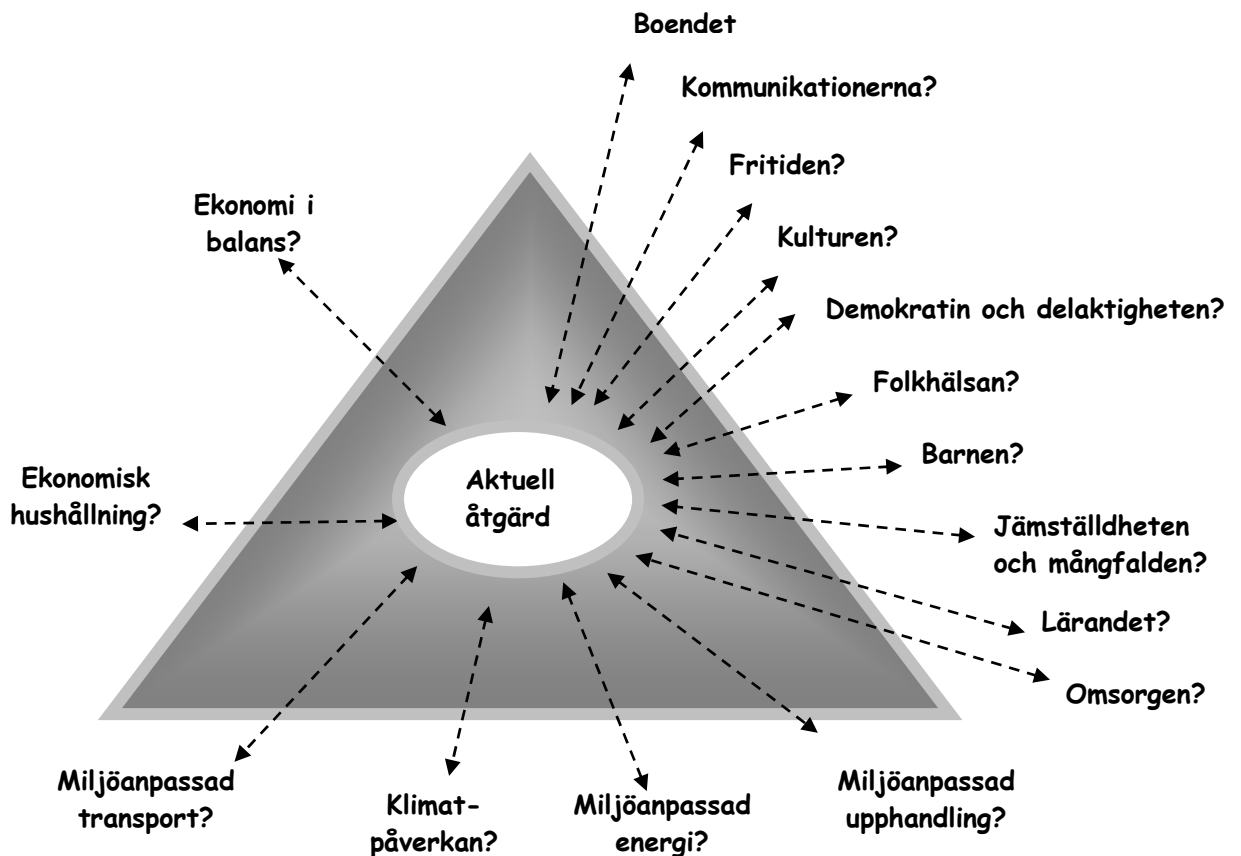 Boendet
Kommunikationerna?
Fritiden?
Ekonomi i
balans?
Kulturen?
Demokratin och delaktigheten?
Folkhälsan?
Barnen?
Ekonomisk
hushållning?
Aktuell
åtgärd
Jämställdheten
och mångfalden?
Lärandet?
Omsorgen?
Miljöanpassad
transport?
Klimat-
påverkan?
Miljöanpassad
energi?
Miljöanpassad
upphandling?